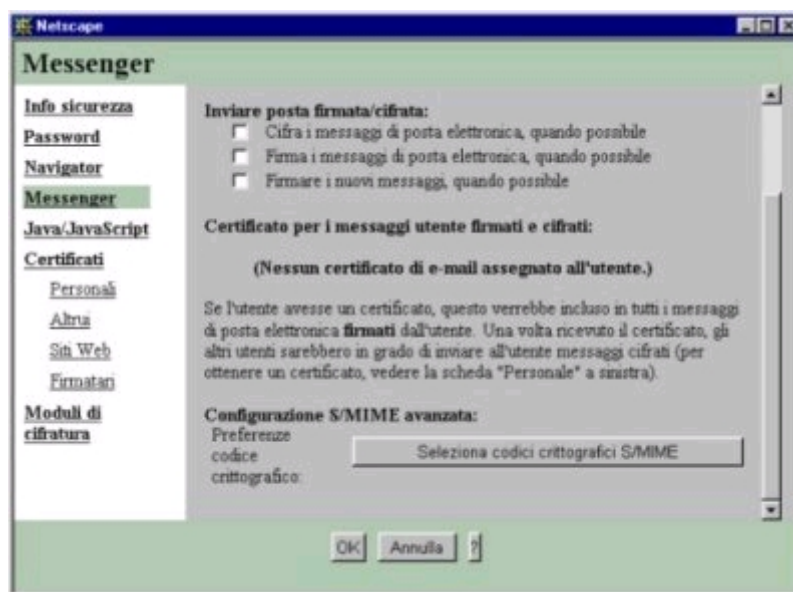 Netscape
Messenger
Info sicurezza
Password
Navigator
Messenger
Java/JavaScript
Certificati
Personali
Altrui
Siti Web
Firmatari
Moduli di
cifratura
Inviare posta firmata/cifrata:
Cifra i messaggi di posta elettronica, quando possibile
Firma i messaggi di posta elettronica, quando possibile
Firmare i nuovi messaggi, quando possibile
Certificato per i messaggi utente firmati e cifrati:
(Nessun certificato di e-mail assegnato all'utente.)
Se l'utente avesse un certificato, questo verrebbe incluso in tutti i messaggi
di posta elettronica firmati dall'utente. Una volta ricevuto il certificato, gli
altri utenti sarebbero in grado di inviare all'utente messaggi cifrati (per
ottenere un certificato, vedere la scheda "Personale" a sinistra).
Configurazione S/MIME avanzata:
Preferenze
codice
crittografico:
Seleziona codici crittografici S/MIME
OK
Annulla
?